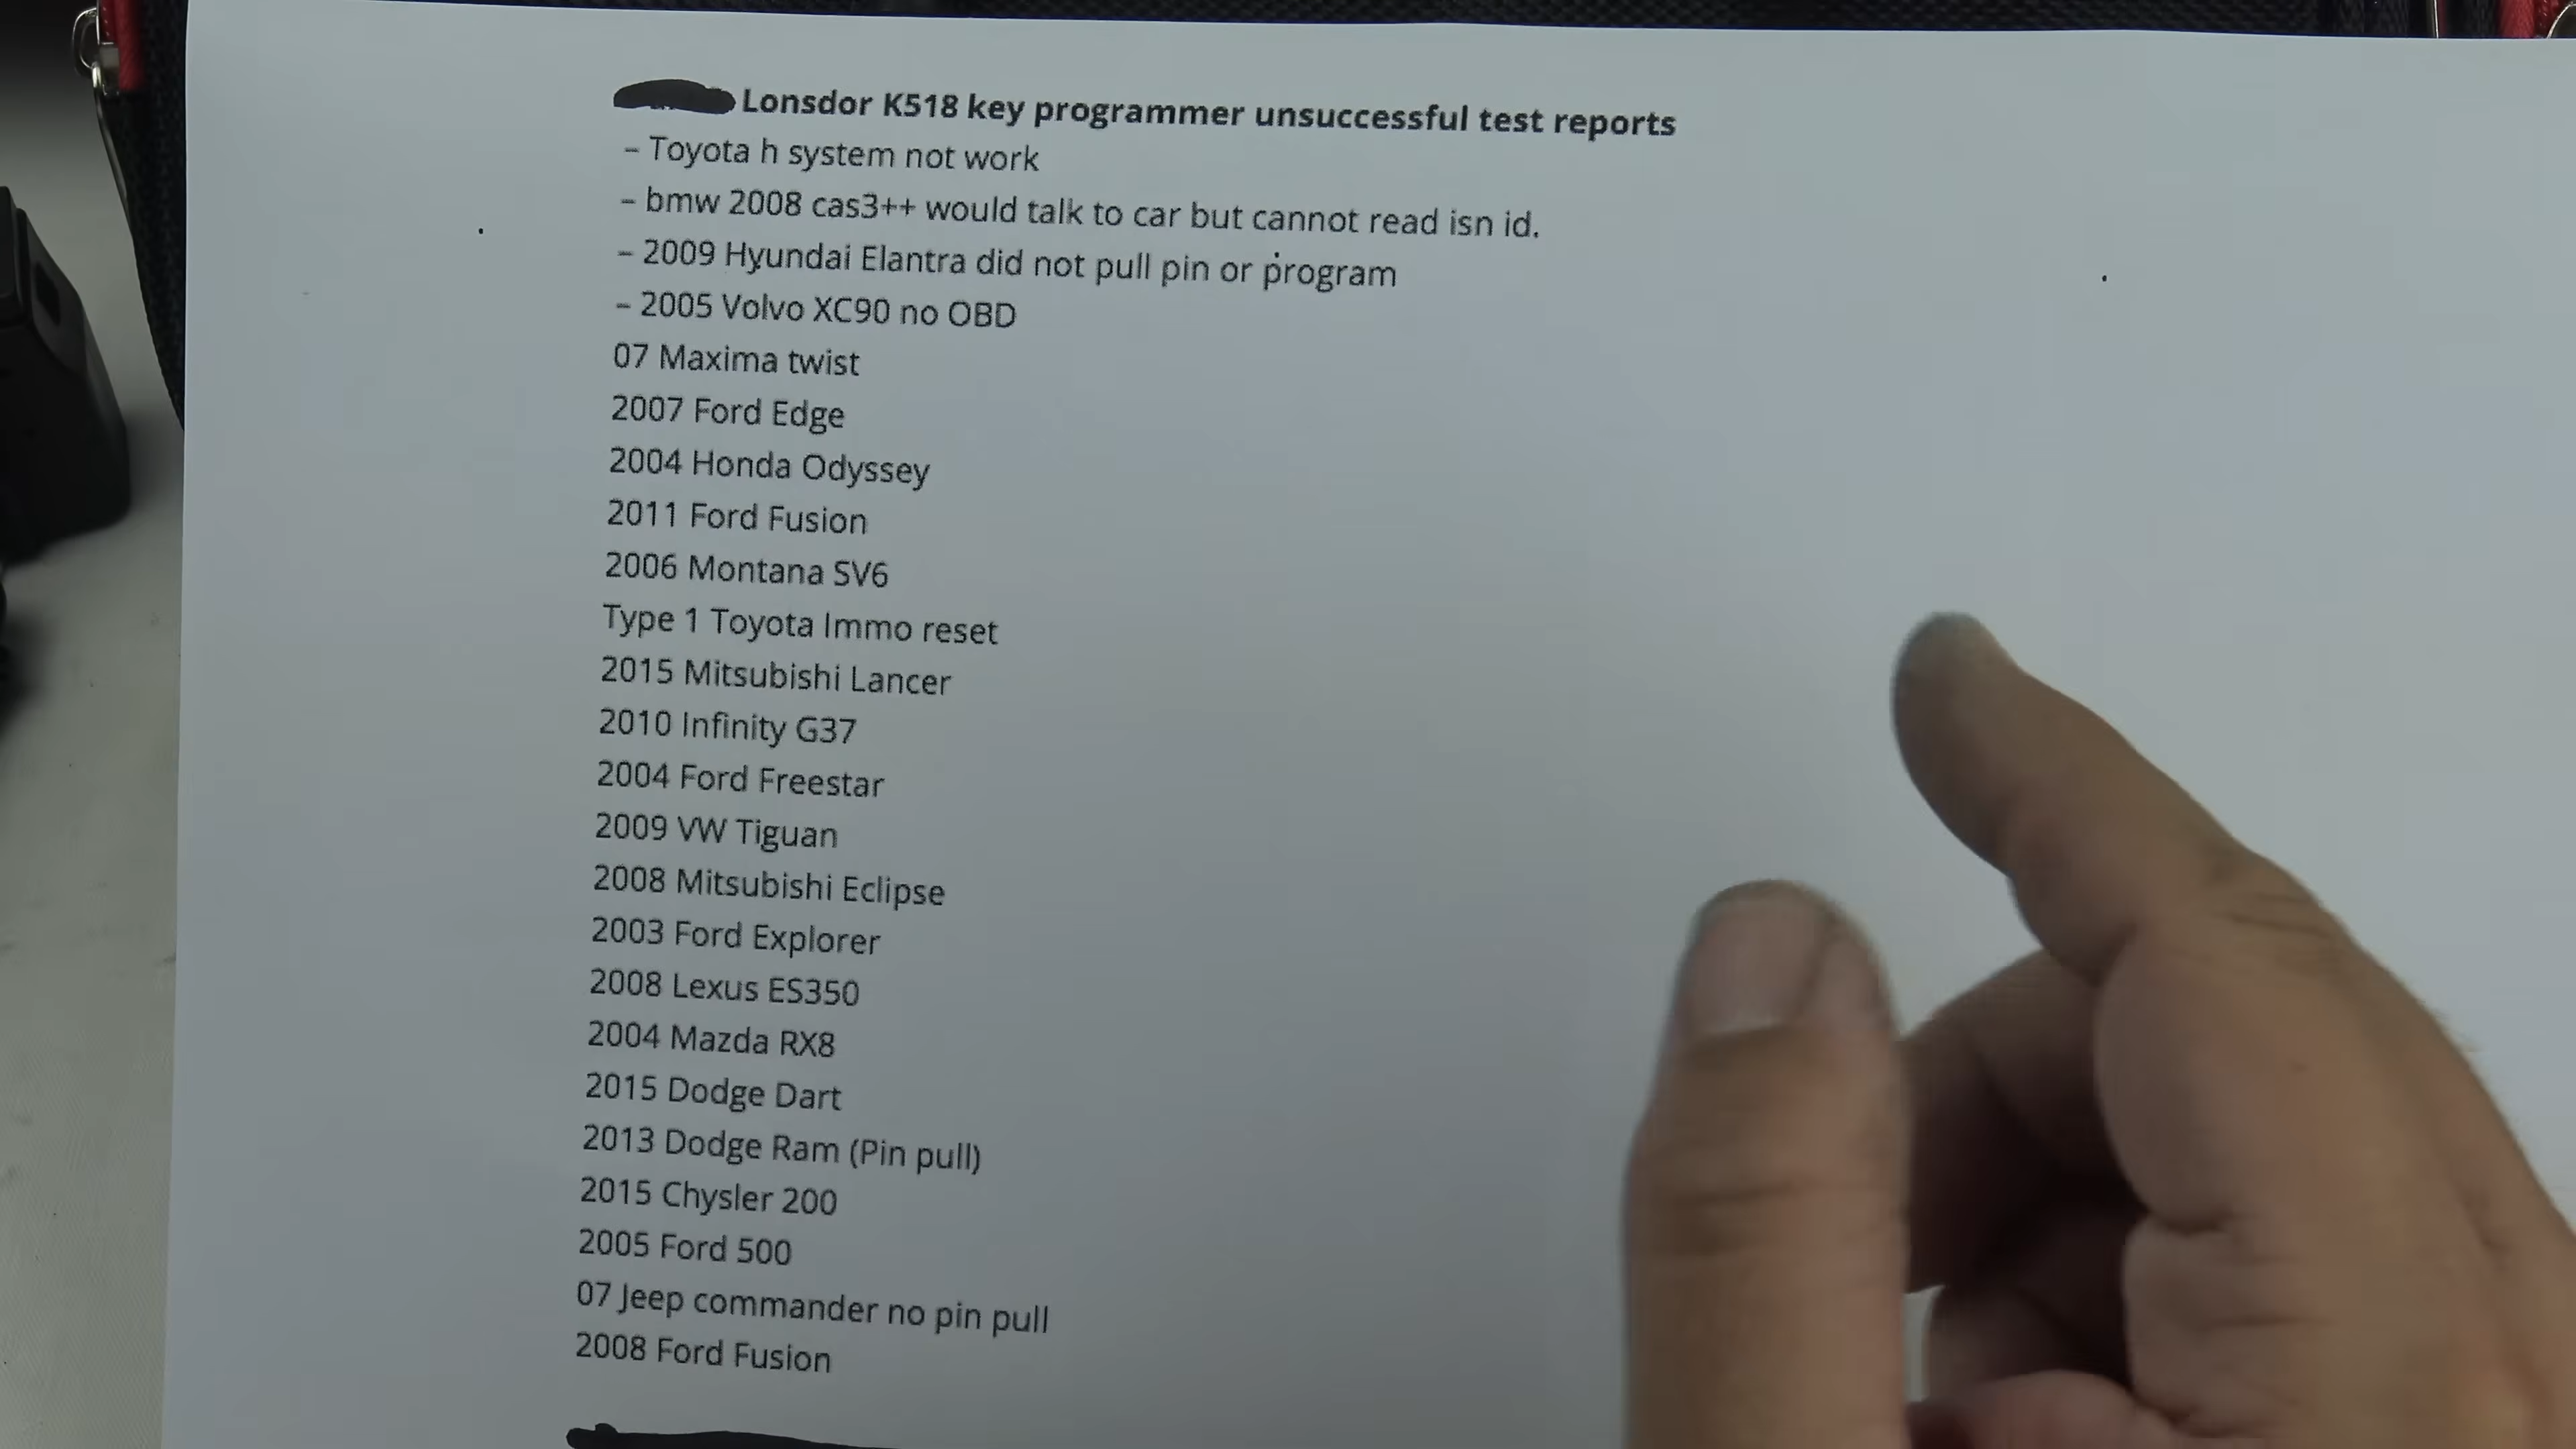 Lonsdor K518 key programmer unsuccessful test reports
– Toyota h system not work
– bmw 2008 cas3++ would talk to car but cannot read isn id.
– 2009 Hyundai Elantra did not pull pin or program
– 2005 Volvo XC90 no OBD
07 Maxima twist
2007 Ford Edge
2004 Honda Odyssey
2011 Ford Fusion
2006 Montana SV6
Type 1 Toyota Immo reset
2015 Mitsubishi Lancer
2010 Infinity G37
2004 Ford Freestar
2009 VW Tiguan
2008 Mitsubishi Eclipse
2003 Ford Explorer
2008 Lexus ES350
2004 Mazda RX8
2015 Dodge Dart
2013 Dodge Ram (Pin pull)
2015 Chysler 200
2005 Ford 500
07 Jeep commander no pin pull
2008 Ford Fusion